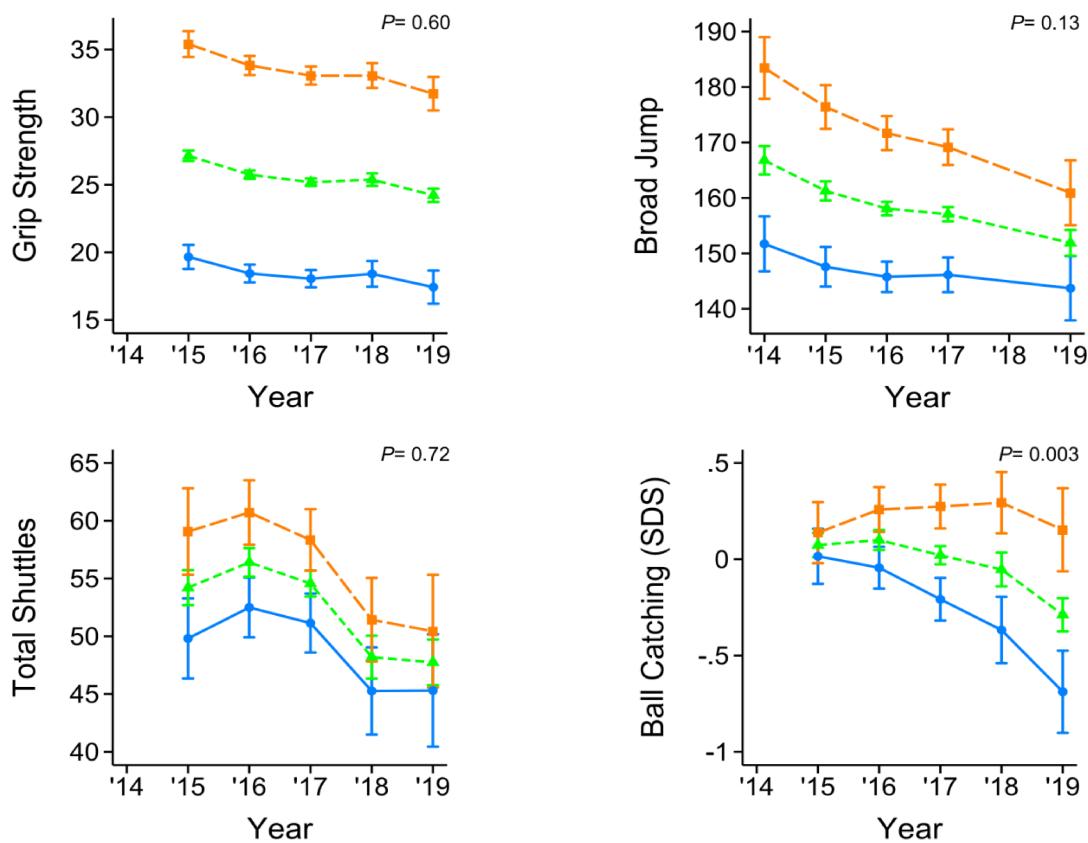 P= 0.60
35
30
25
20
15
Grip Strength
'14 '15 '16 '17 '18 '19
Year
P= 0.13
190
180
170
160
150
140
Broad Jump
'14 '15 '16 '17 '18 '19
Year
P= 0.72
65
60
55
50
45
40
Total Shuttles
'14 '15 '16 '17 '18 '19
Year
P= 0.003
.5
0
-.5
-1
Ball Catching (SDS)
'14 '15 '16 '17 '18 '19
Year